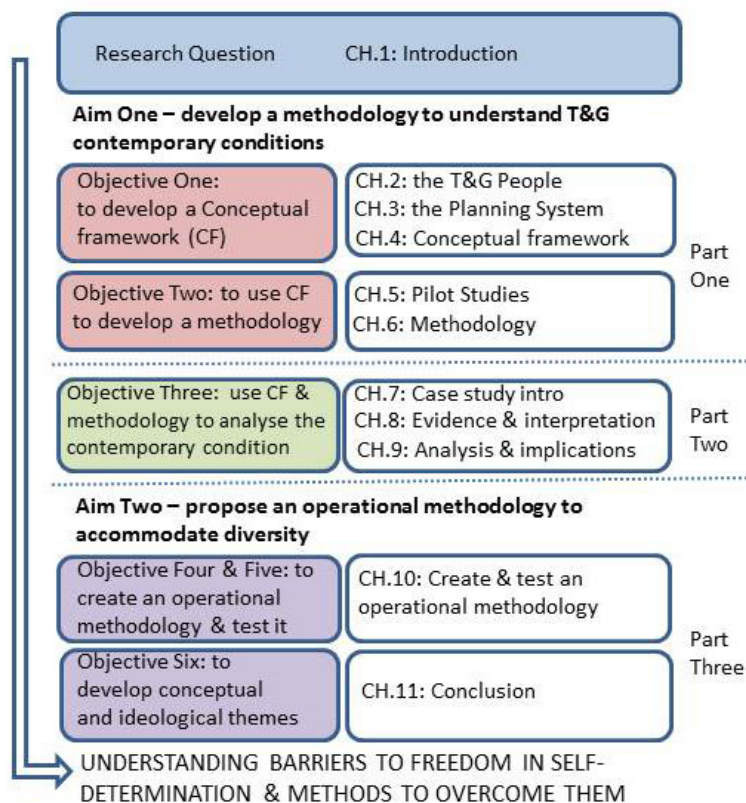 Research Question CH.1: Introduction
Aim One – develop a methodology to understand T&G
contemporary conditions
Objective One:
to develop a Conceptual
framework (CF)
CH.2: the T&G People
CH.3: the Planning System
CH.4: Conceptual framework
Objective Two: to use CF
to develop a methodology
CH.5: Pilot Studies
CH.6: Methodology
Part
One
Objective Three: use CF &
methodology to analyse the
contemporary condition
CH.7: Case study intro
CH.8: Evidence & interpretation
CH.9: Analysis & implications
Part
Two
Aim Two – propose an operational methodology to
accommodate diversity
Objective Four & Five: to
create an operational
methodology & test it
CH.10: Create & test an
operational methodology
Objective Six: to
develop conceptual
and ideological themes
CH.11: Conclusion
Part
Three
UNDERSTANDING BARRIERS TO FREEDOM IN SELF-
DETERMINATION & METHODS TO OVERCOME THEM